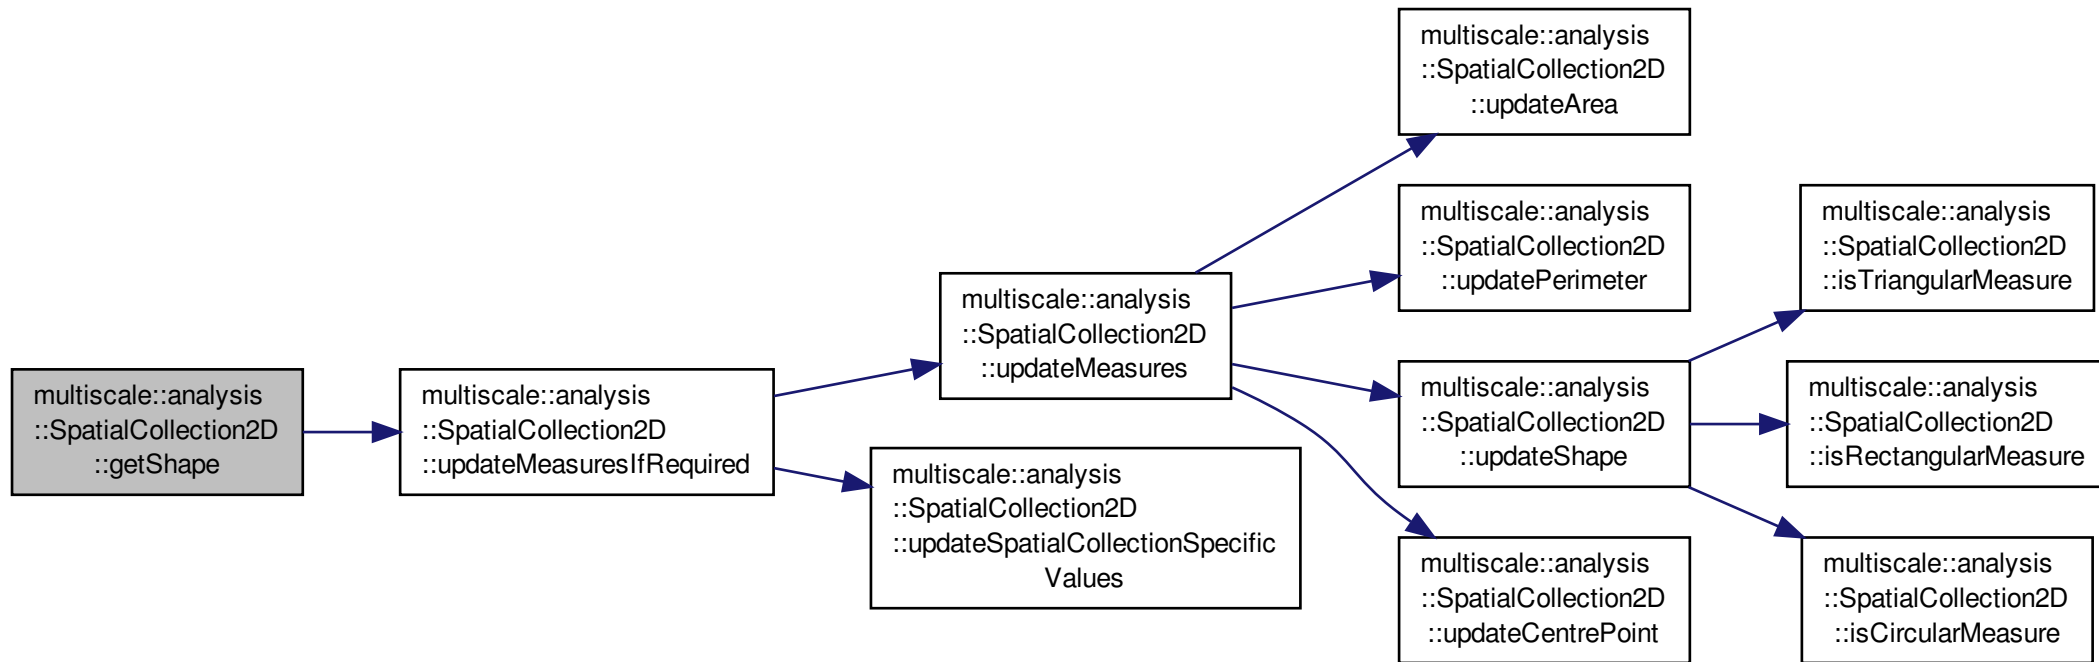 multiscale::analysis
::SpatialCollection2D
::getShape
multiscale::analysis
::SpatialCollection2D
::updateMeasuresIfRequired
multiscale::analysis
::SpatialCollection2D
::updateMeasures
multiscale::analysis
::SpatialCollection2D
::updateSpatialCollectionSpecific
Values
multiscale::analysis
::SpatialCollection2D
::updateArea
multiscale::analysis
::SpatialCollection2D
::updatePerimeter
multiscale::analysis
::SpatialCollection2D
::updateShape
multiscale::analysis
::SpatialCollection2D
::updateCentrePoint
multiscale::analysis
::SpatialCollection2D
::isTriangularMeasure
multiscale::analysis
::SpatialCollection2D
::isRectangularMeasure
multiscale::analysis
::SpatialCollection2D
::isCircularMeasure